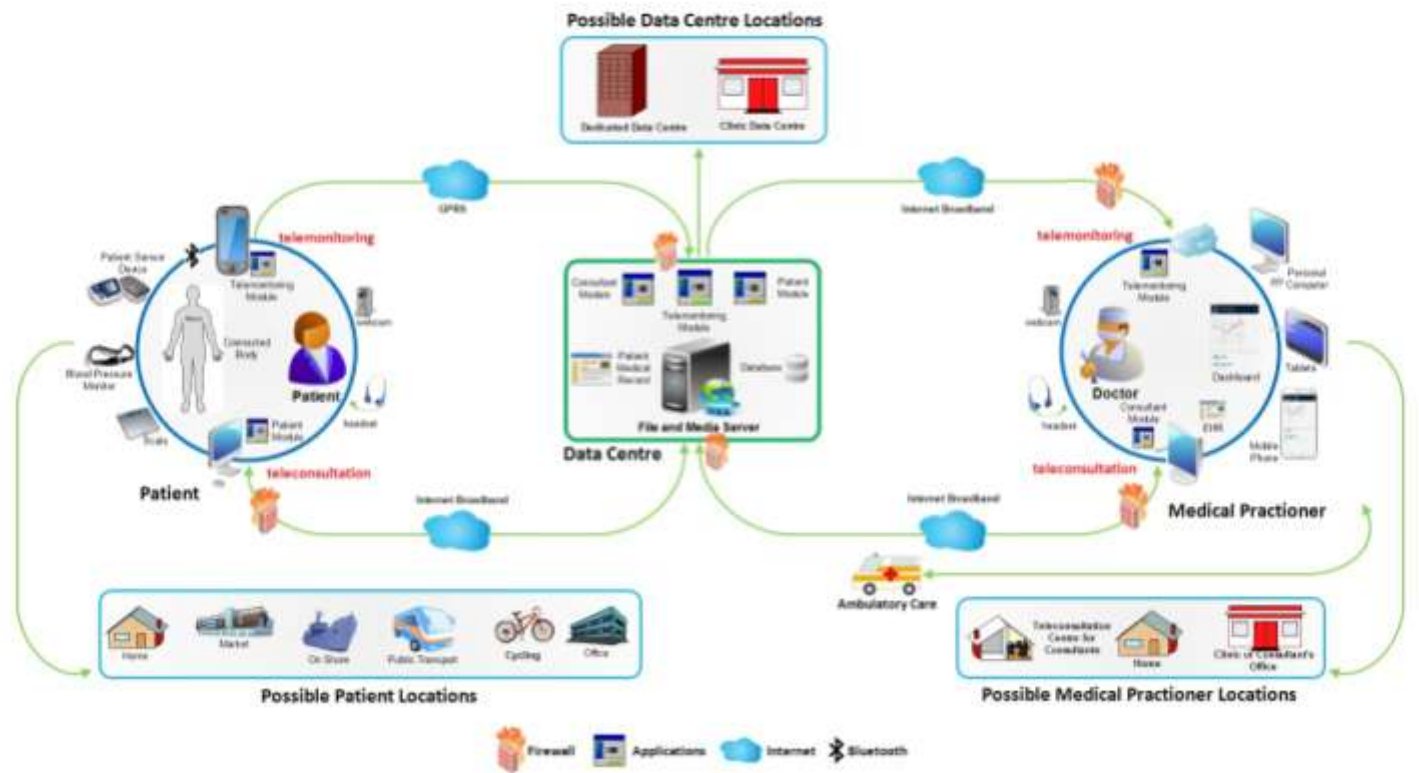 Possible Data Centre Locations
Dedicated Data Centre
Clinic Data Centre
GPRS
Internet Broadband
telemonitoring
Patient Sensor
Device
Telemonitoring
Module
webcam
Connected
Body
Blood Pressure
Monitor
Patient
headset
Scale
Patient
Module
teleconsultation
Patient
Consultant
Module
Telemonitoring
Module
Patient
Module
Patient
Medical
Record
Database
File and Media Server
Data Centre
telemonitoring
Telemonitoring
Module
Personal
Computer
webcam
Dashboard
Tablets
Doctor
Consultant
Module
EHR
headset
Mobile
Phone
teleconsultation
Medical Practioner
Internet Broadband
Internet Broadband
Ambulatory Care
Home
Market
On Shore
Public Transport
Cycling
Office
Possible Patient Locations
Teleconsultation
Centre for
Consultants
Home
Clinic of Consultant's
Office
Possible Medical Practioner Locations
Firewall
Applications
Internet
Bluetooth